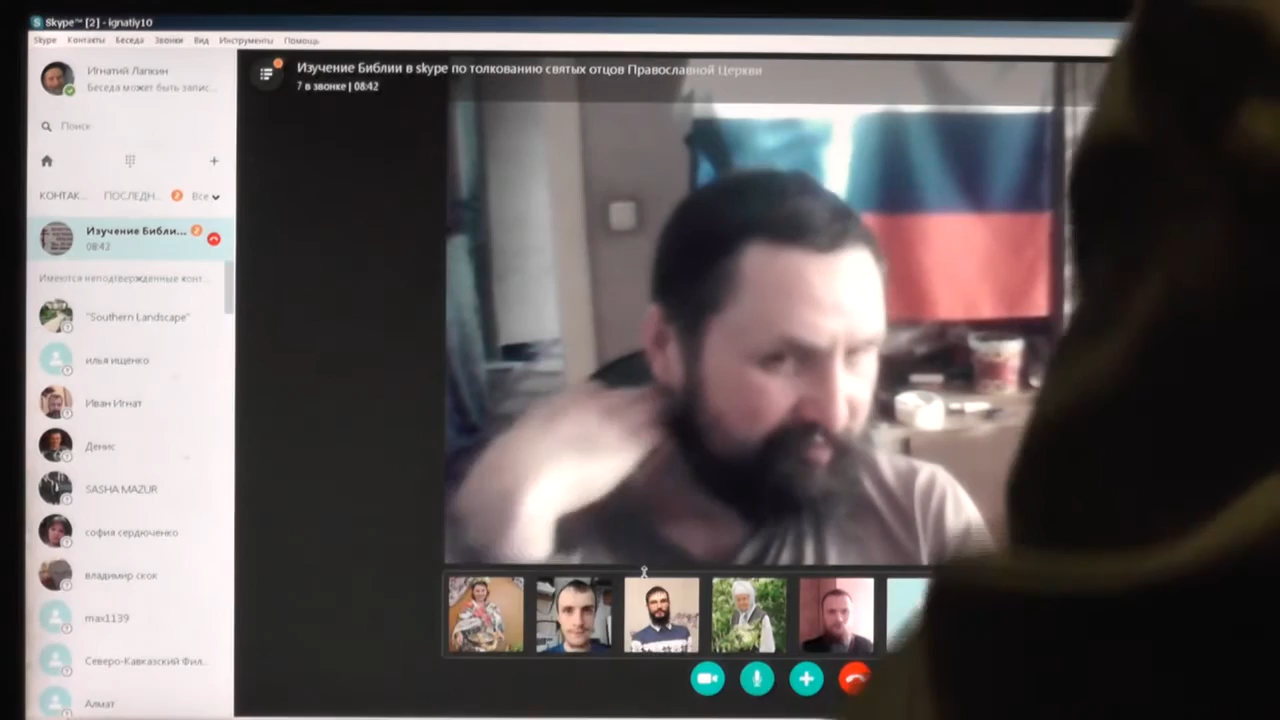 Skype™ [2] - ignatiy10
Skype Контакты Беседа Звонки Вид Инструменты Помощь
Игнатий Лапкин
Беседа может быть запис...
Изучение Библии в skype по толкованию святых отцов Православной Церкви
7 в звонке | 08:42
Поиск
КОНТАК... ПОСЛЕДН... 2 Все
Изучение Библи... 2
08:42
Имеются неподтвержденные конт...
"Southern Landscape"
илья ищенко
Иван Игнат
Денис
SASHA MAZUR
софия сердюченко
владимир скок
max1139
Северо-Кавказский Фил...
Алмат